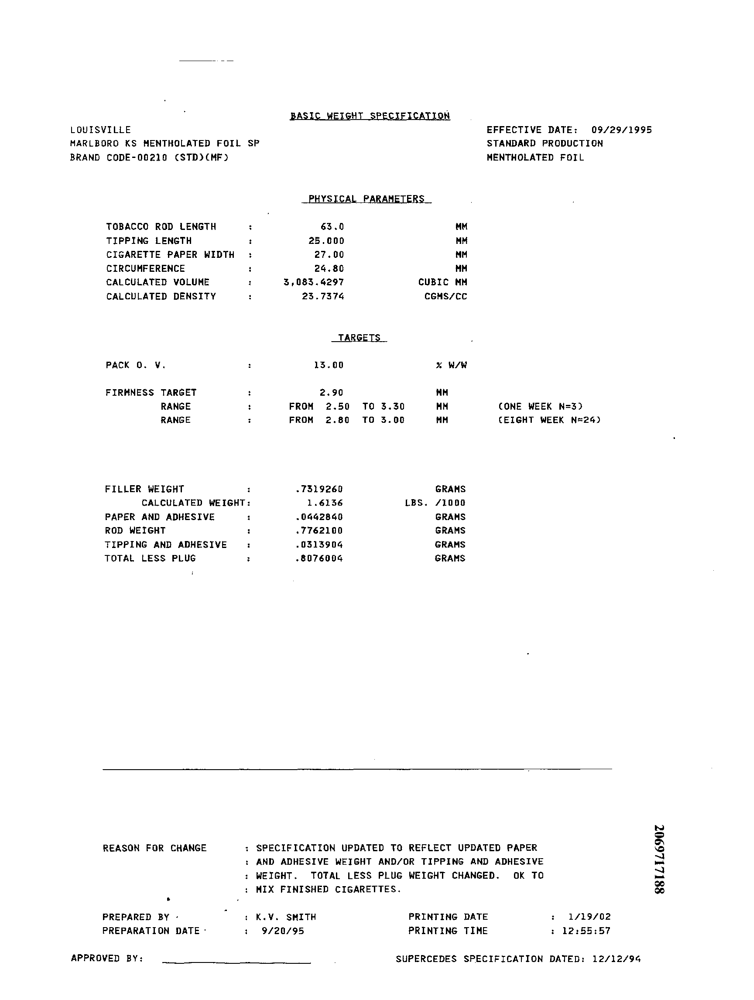 BASIC WEIGHT SPECIFICATION
LOUISVILLE EFFECTIVE DATE: 09/29/1995
MARLBORO KS MENTHOLATED FOIL SP STANDARD PRODUCTION
BRAND CODE-00210 (STD)(MF) MENTHOLATED FOIL
PHYSICAL PARAMETERS
TOBACCO ROD LENGTH : 63.0 MM
TIPPING LENGTH : 25.000 MM
CIGARETTE PAPER WIDTH : 27.00 MM
CIRCUMFERENCE : 24.80 MM
CALCULATED VOLUME : 3,083.4297 CUBIC MM
CALCULATED DENSITY : 23.7374 CGMS/CC
TARGETS
PACK O. V. : 13.00 % W/W
FIRMNESS TARGET : 2.90 MM
RANGE : FROM 2.50 TO 3.30 MM (ONE WEEK N=3)
RANGE : FROM 2.80 TO 3.00 MM (EIGHT WEEK N=24)
FILLER WEIGHT : .7319260 GRAMS
CALCULATED WEIGHT: 1.6136 LBS. /1000
PAPER AND ADHESIVE : .0442840 GRAMS
ROD WEIGHT : .7762100 GRAMS
TIPPING AND ADHESIVE : .0313904 GRAMS
TOTAL LESS PLUG : .8076004 GRAMS
REASON FOR CHANGE : SPECIFICATION UPDATED TO REFLECT UPDATED PAPER
: AND ADHESIVE WEIGHT AND/OR TIPPING AND ADHESIVE
: WEIGHT. TOTAL LESS PLUG WEIGHT CHANGED. OK TO
: MIX FINISHED CIGARETTES.
PREPARED BY : K.V. SMITH PRINTING DATE : 1/19/02
PREPARATION DATE : 9/20/95 PRINTING TIME : 12:55:57
APPROVED BY: SUPERCEDES SPECIFICATION DATED: 12/12/94
2069717188